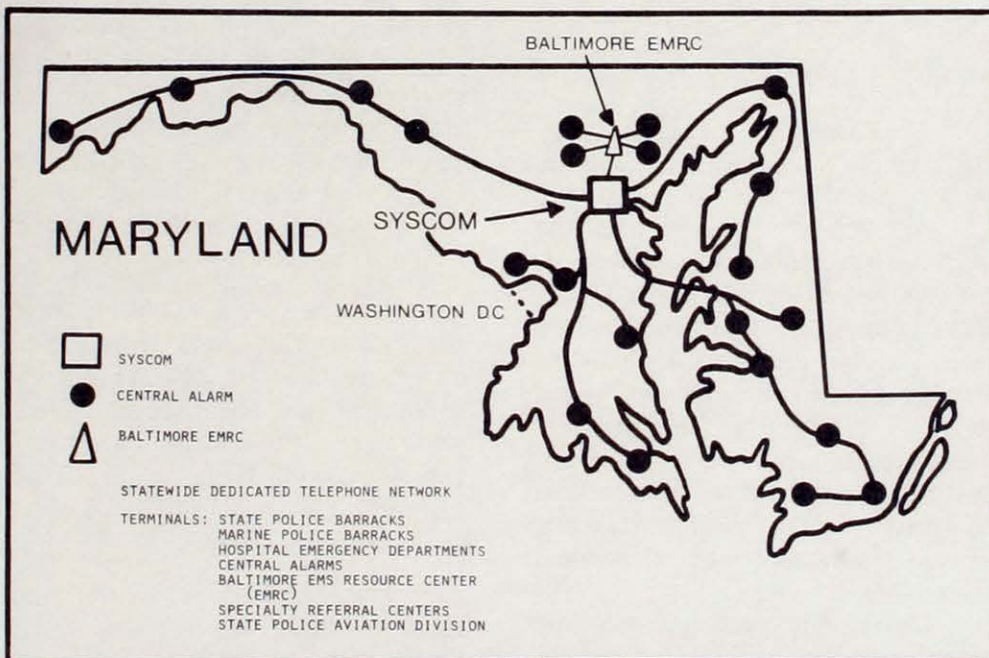 BALTIMORE EMRC
SYSCOM
MARYLAND
WASHINGTON DC
SYSCOM
CENTRAL ALARM
BALTIMORE EMRC
STATEWIDE DEDICATED TELEPHONE NETWORK
TERMINALS: STATE POLICE BARRACKS
MARINE POLICE BARRACKS
HOSPITAL EMERGENCY DEPARTMENTS
CENTRAL ALARMS
BALTIMORE EMS RESOURCE CENTER
(EMRC)
SPECIALTY REFERRAL CENTERS
STATE POLICE AVIATION DIVISION